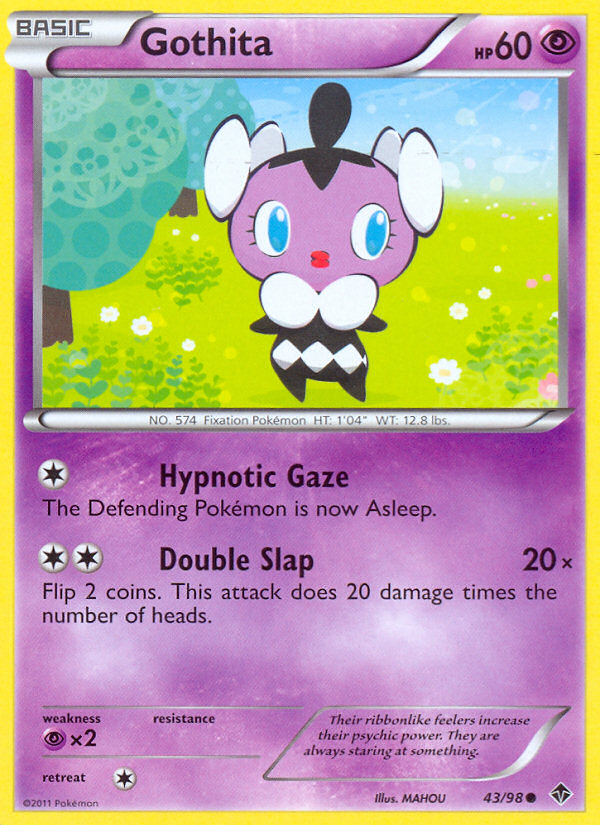 BASIC
Gothita
HP60
NO. 574 Fixation Pokémon HT: 1'04" WT: 12.8 lbs.
Hypnotic Gaze
The Defending Pokémon is now Asleep.
Double Slap 20×
Flip 2 coins. This attack does 20 damage times the
number of heads.
weakness resistance
×2
Their ribbonlike feelers increase
their psychic power. They are
always staring at something.
retreat
©2011 Pokémon
Illus. MAHOU 43/98